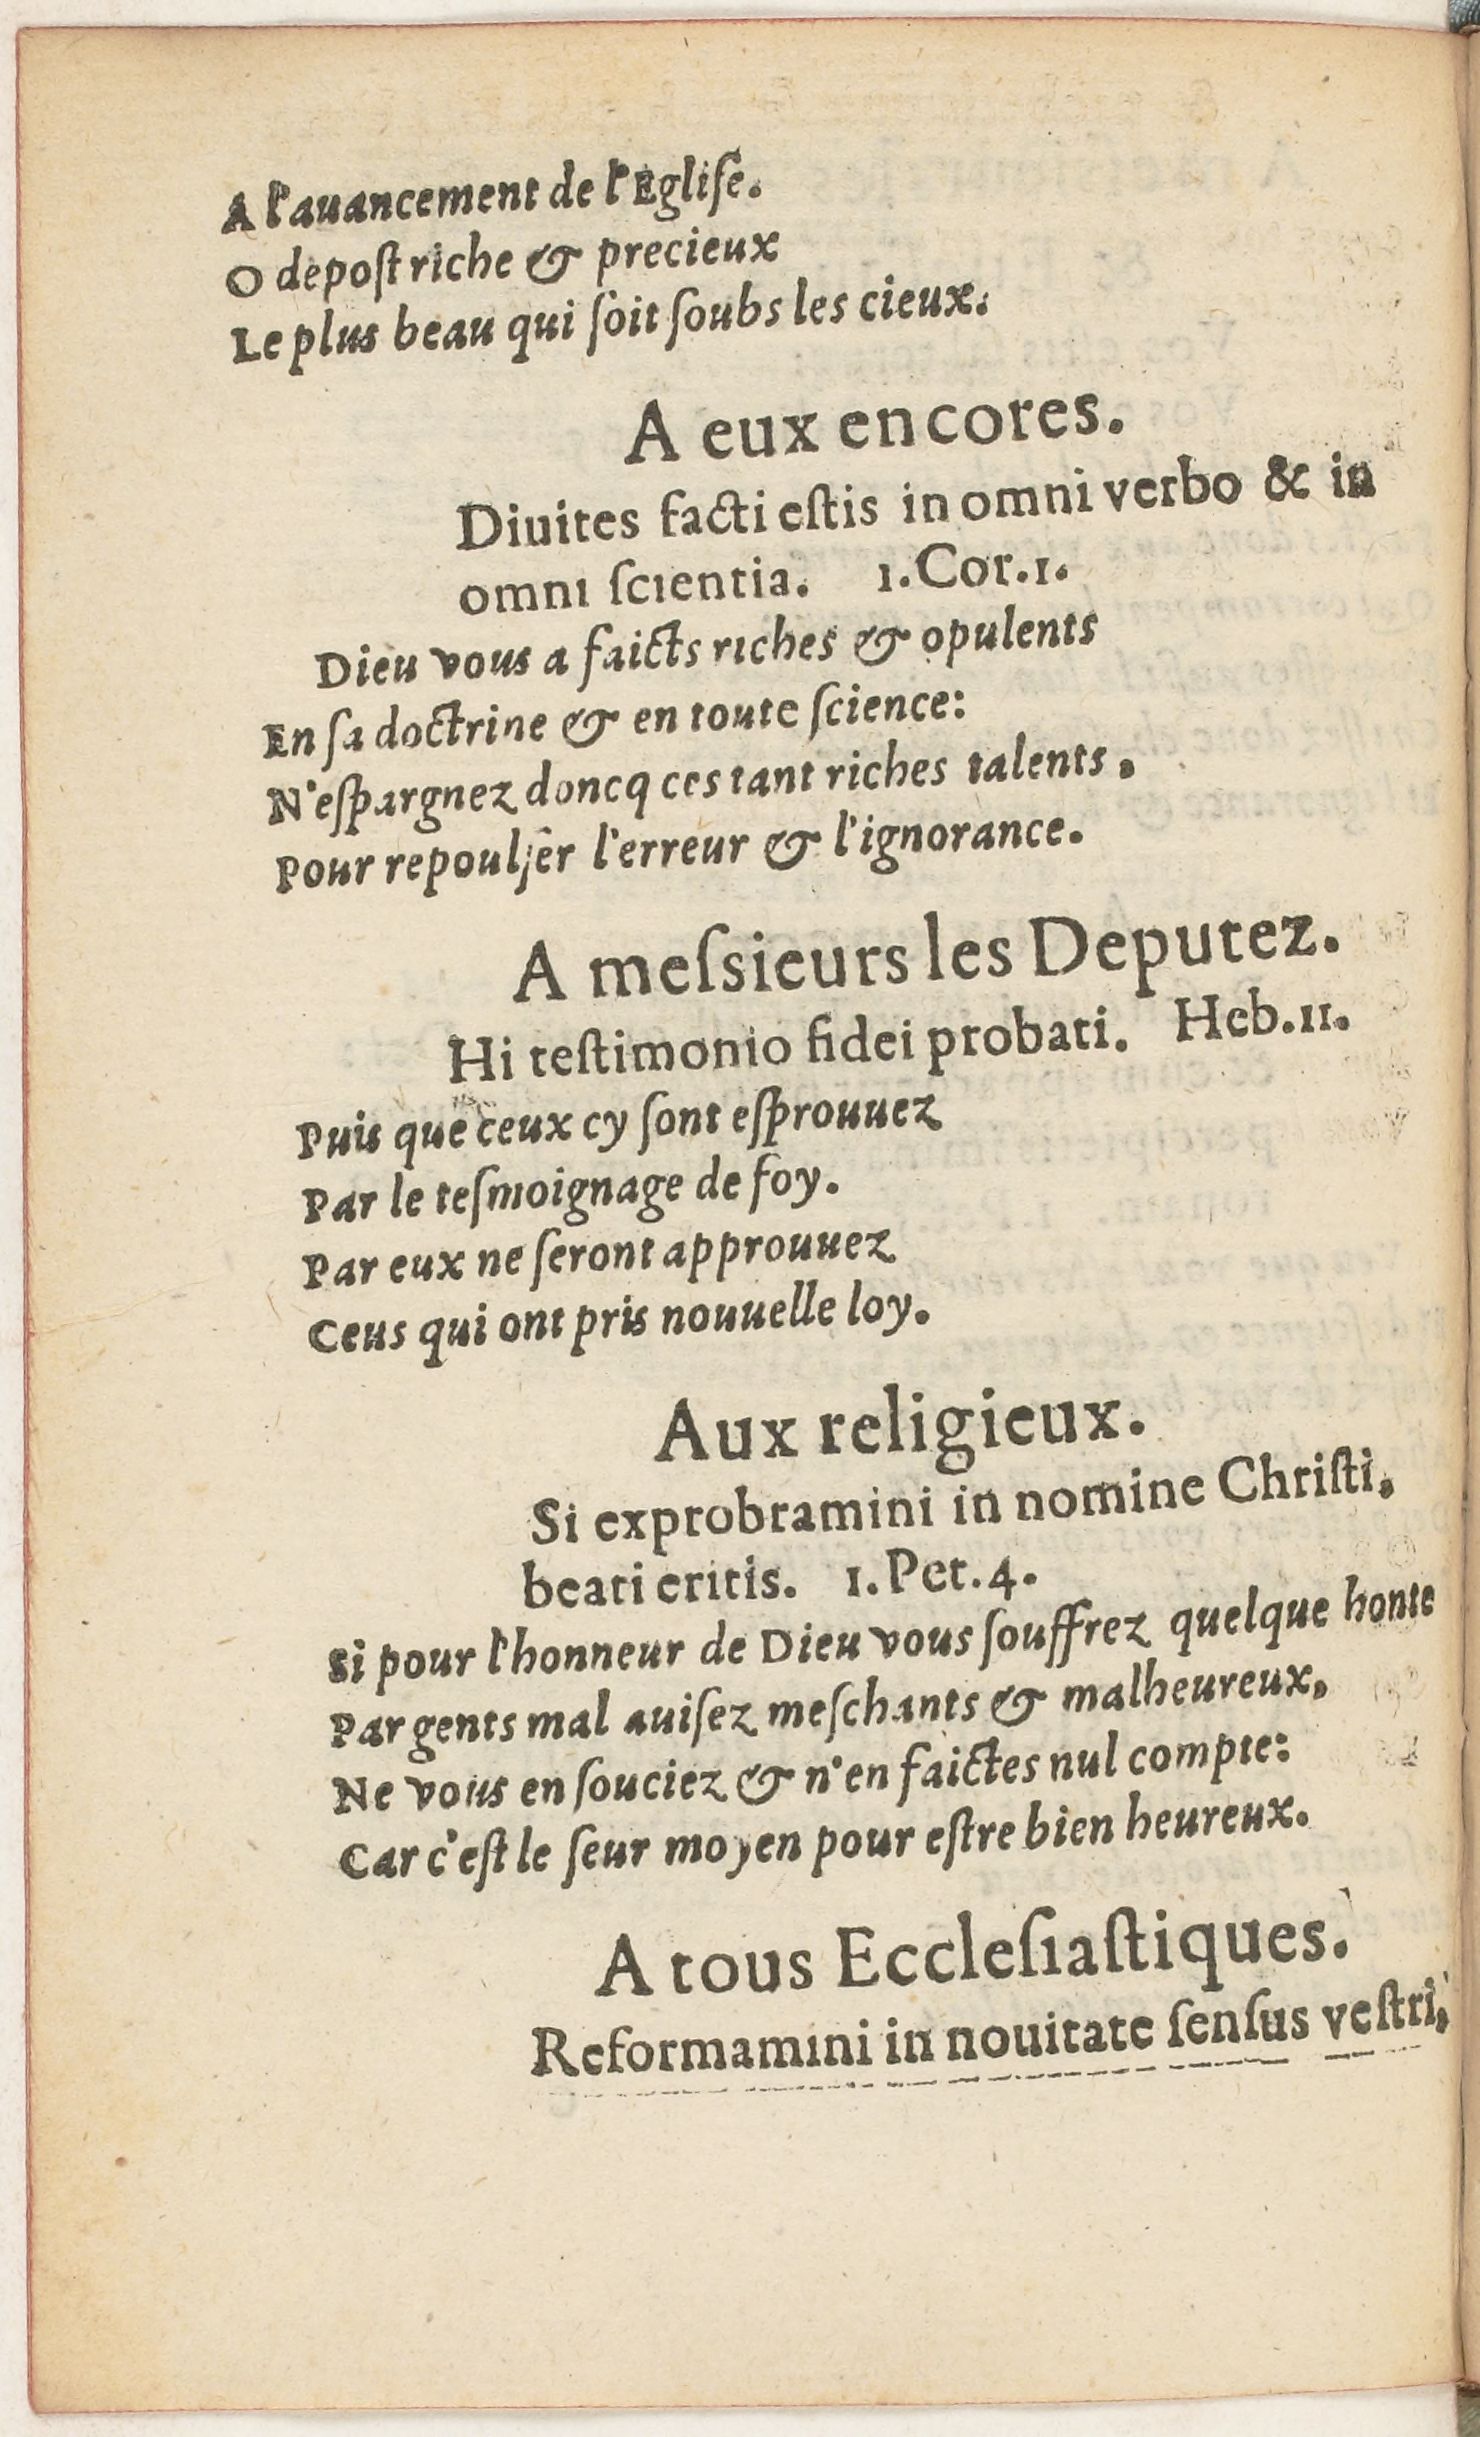 A l'auancement de l'Egliſe.
O depoſt riche & precieux
Le plus beau qui ſoit ſoubs les cieux.
A eux encores.
Diuites facti eſtis in omni verbo & in
omni ſcientia. 1.Cor.1.
Dieu vous a faicts riches & opulents
En ſa doctrine & en toute ſcience:
N'eſpargnez doncq ces tant riches talents,
Pour repoulſer l'erreur & l'ignorance.
A meſsieurs les Deputez.
Hi teſtimonio fidei probati. Heb.11.
Puis que ceux cy ſont eſprouuez
Par le teſmoignage de foy.
Par eux ne ſeront approuuez
Ceus qui ont pris nouuelle loy.
Aux religieux.
Si exprobramini in nomine Chriſti,
beati eritis. 1.Pet.4.
Si pour l'honneur de Dieu vous ſouffrez quelque honte
Par gents mal auiſez meſchants & malheureux,
Ne vous en ſouciez & n'en faictes nul compte:
Car c'eſt le ſeur moyen pour eſtre bien heureux.
A tous Eccleſiaſtiques.
Reformamini in nouitate ſenſus veſtri,